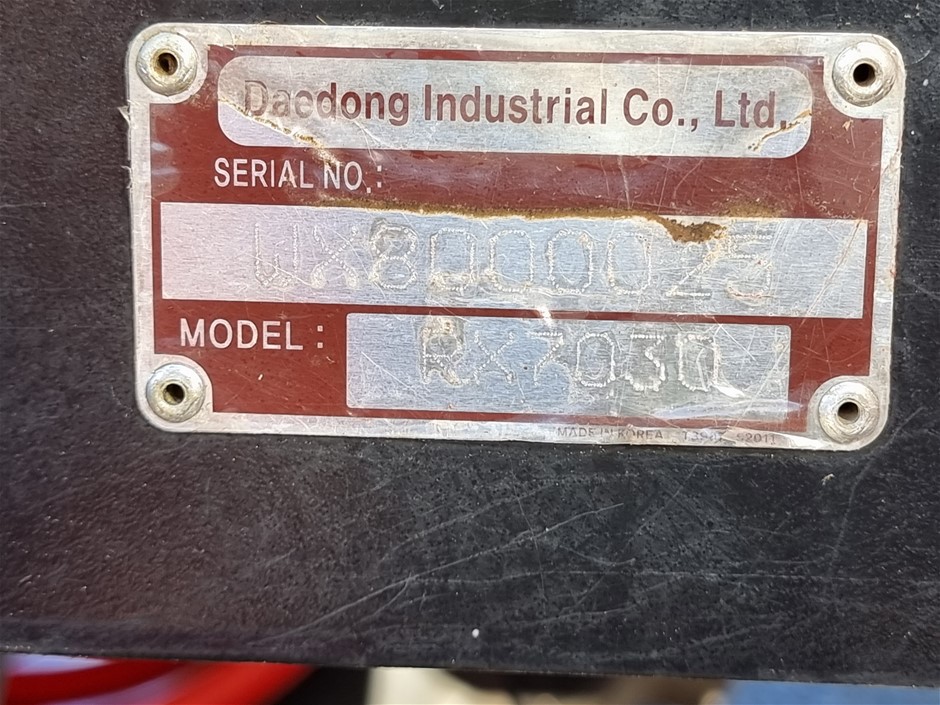 Daedong Industrial Co., Ltd.
SERIAL NO.:
WX8000025
MODEL : RX7030
MADE IN KOREA